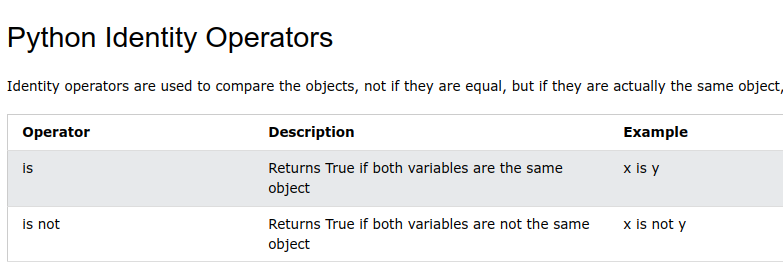 Python Identity Operators
Identity operators are used to compare the objects, not if they are equal, but if they are actually the same object,
Operator Description Example
is Returns True if both variables are the same x is y
object
is not Returns True if both variables are not the same x is not y
object